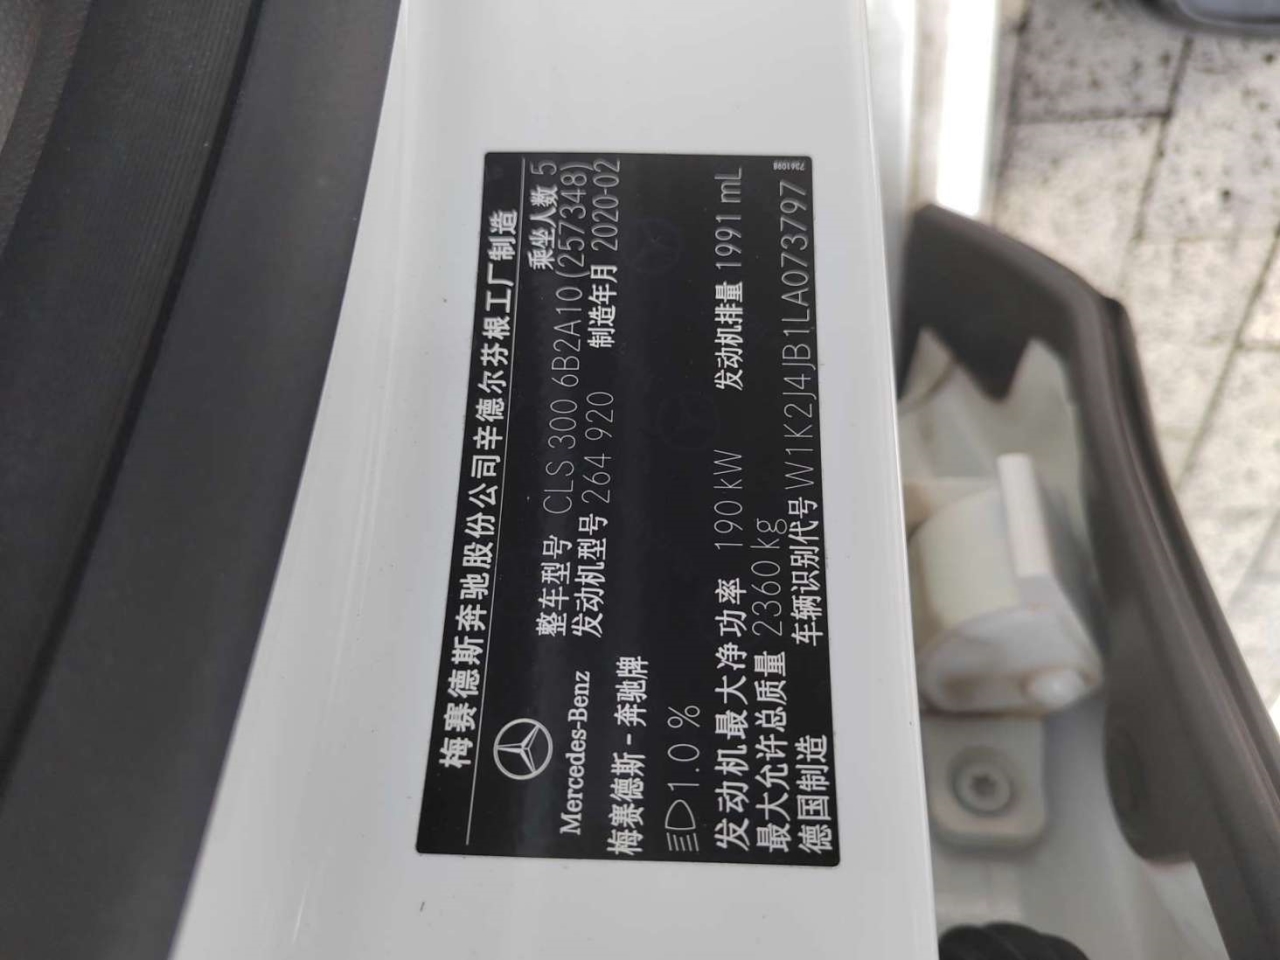 梅赛德斯奔驰股份公司辛德尔芬根工厂制造
整车型号 CLS 300 6B2A10 (257348) 乘坐人数 5
发动机型号 264 920 制造年月 2020-02
Mercedes-Benz
梅赛德斯-奔驰牌
1.0 %
发动机最大净功率 190 kW 发动机排量 1991 mL
最大允许总质量 2360 kg
德国制造 车辆识别代号 W1K2J4JB1LA073797
7361098